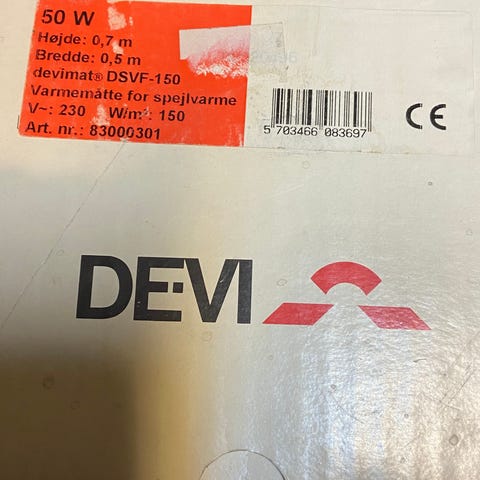 50 W
Højde: 0,7 m
Bredde: 0,5 m
devimat® DSVF-150
Varmemåtte for spejlvarme
V~: 230 W/m²: 150
Art. nr.: 83000301
5 703466 083697
CE
DEVI